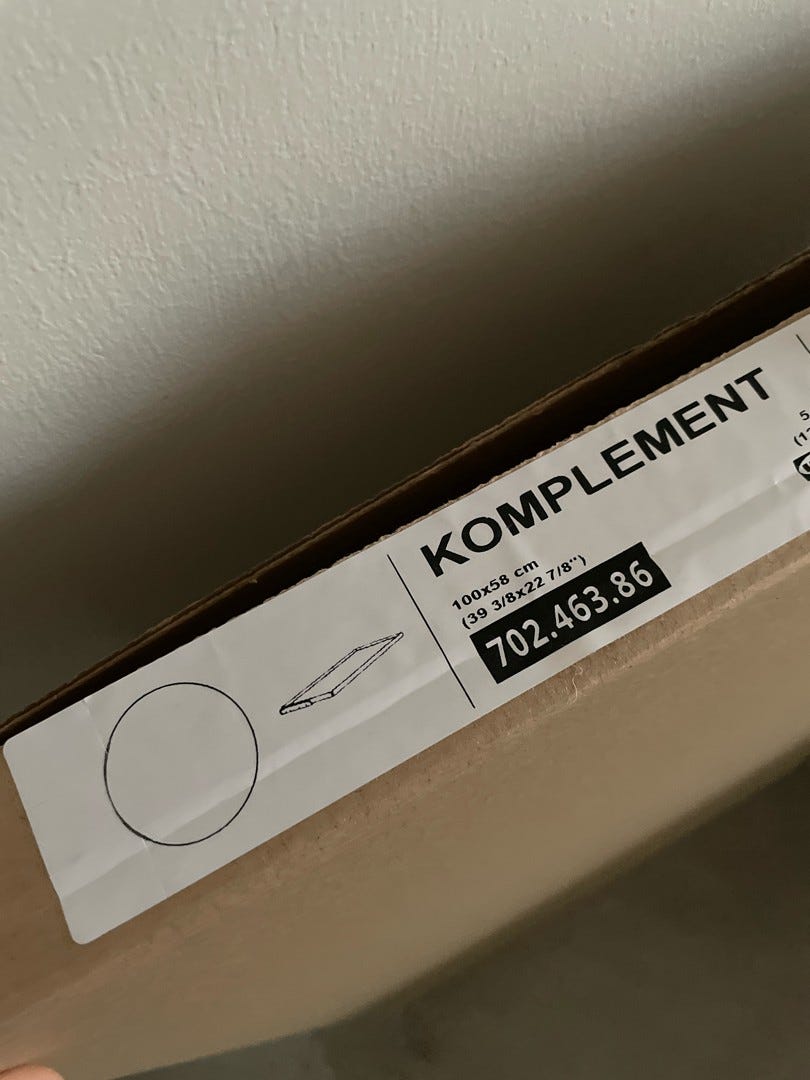 KOMPLEMENT
100x58 cm
(39 3/8x22 7/8")
702.463.86